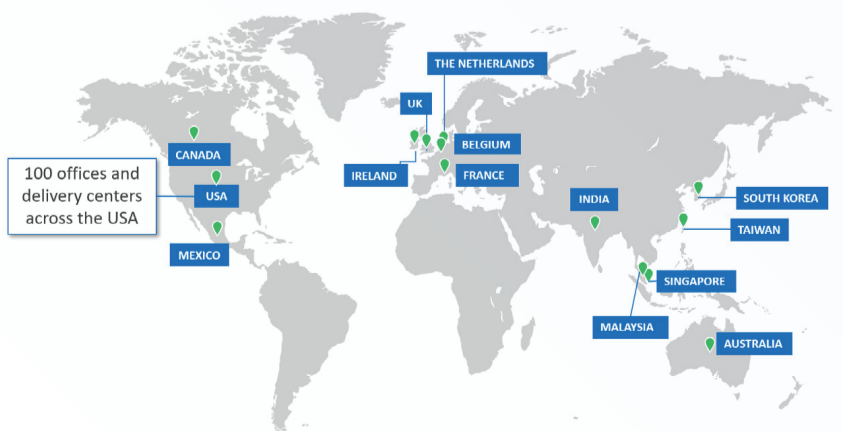 THE NETHERLANDS
UK
BELGIUM
CANADA
IRELAND
FRANCE
100 offices and
delivery centers
across the USA
USA
INDIA
SOUTH KOREA
TAIWAN
MEXICO
SINGAPORE
MALAYSIA
AUSTRALIA